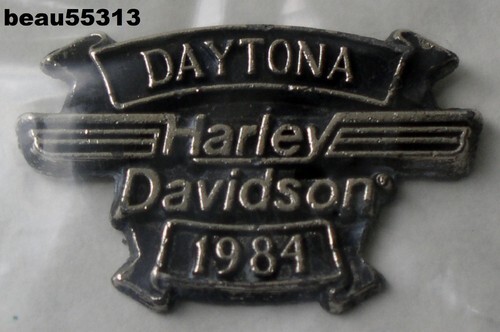 beau55313
DAYTONA
Harley
Davidson®
1984